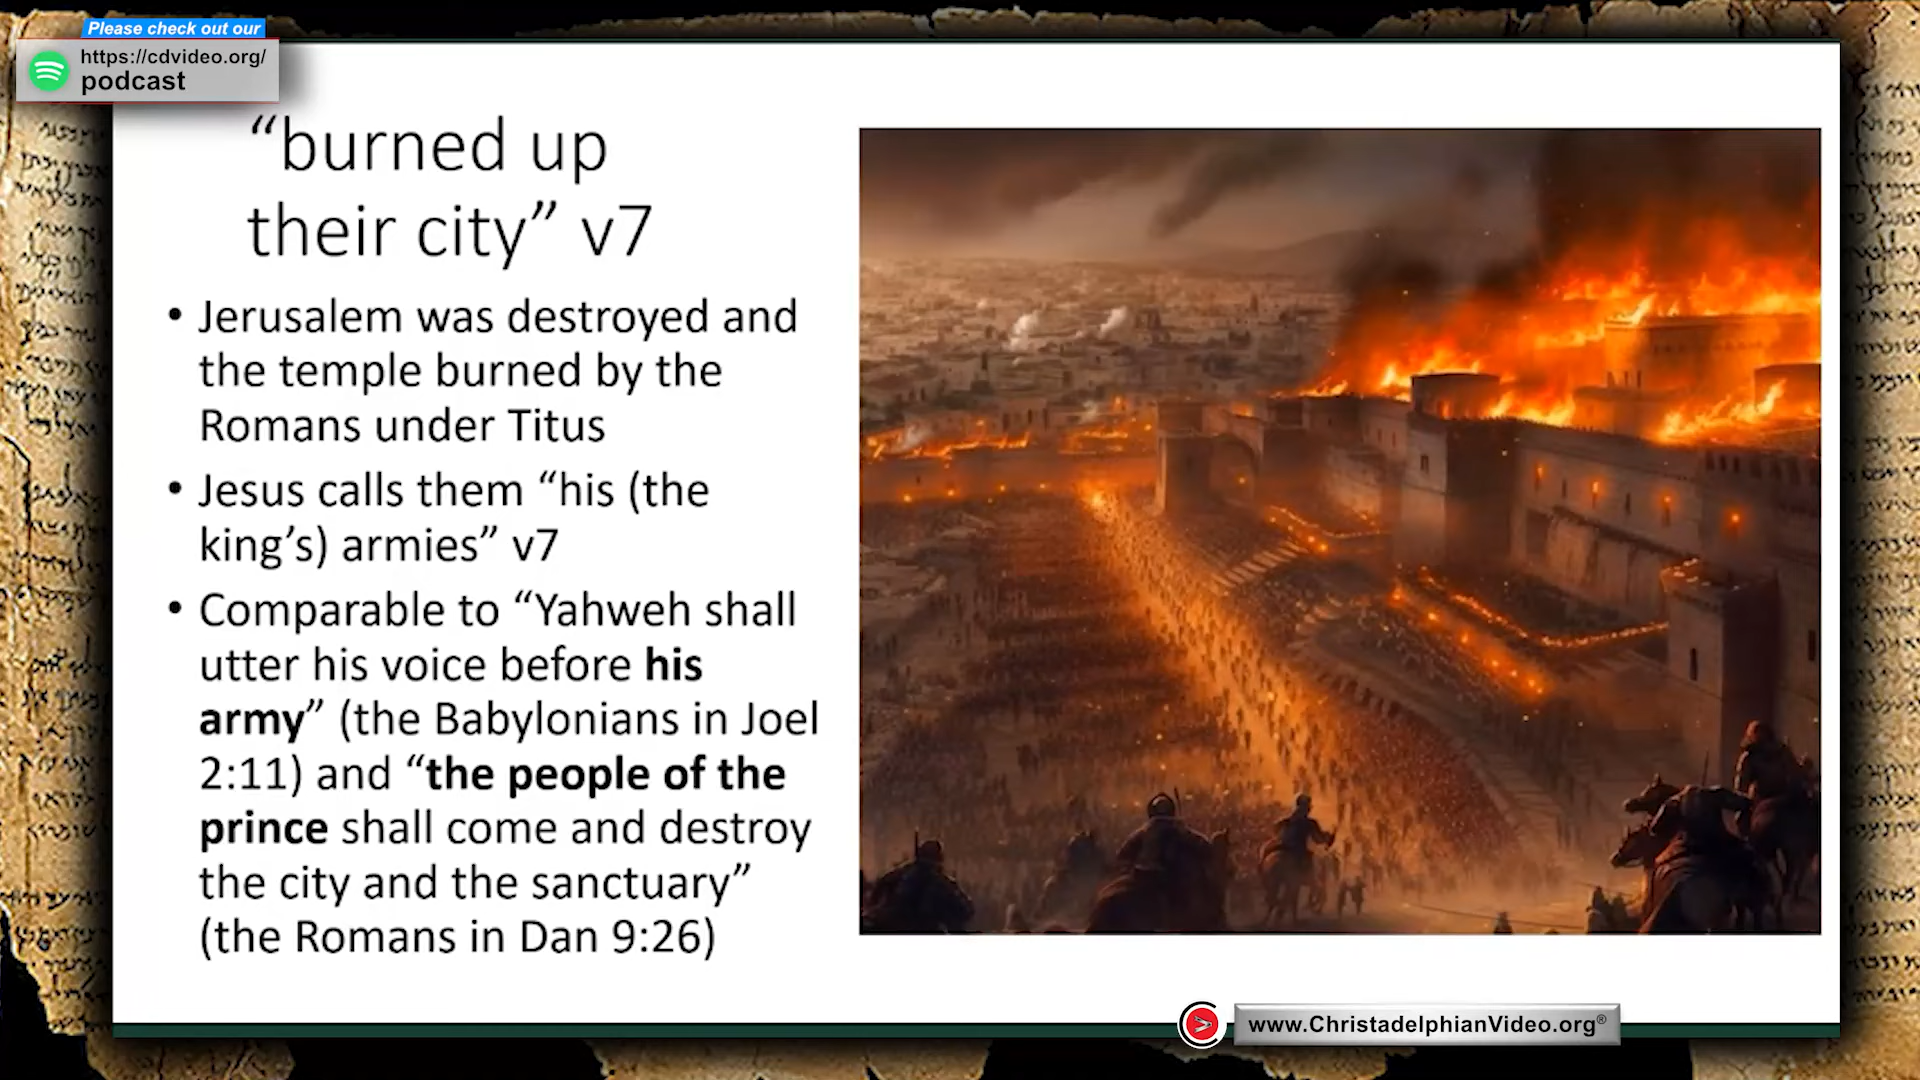 Please check out our
https://cdvideo.org/
podcast
“burned up
their city” v7
• Jerusalem was destroyed and
the temple burned by the
Romans under Titus
• Jesus calls them “his (the
king’s) armies” v7
• Comparable to “Yahweh shall
utter his voice before his
army” (the Babylonians in Joel
2:11) and “the people of the
prince shall come and destroy
the city and the sanctuary”
(the Romans in Dan 9:26)
www.ChristadelphianVideo.org®